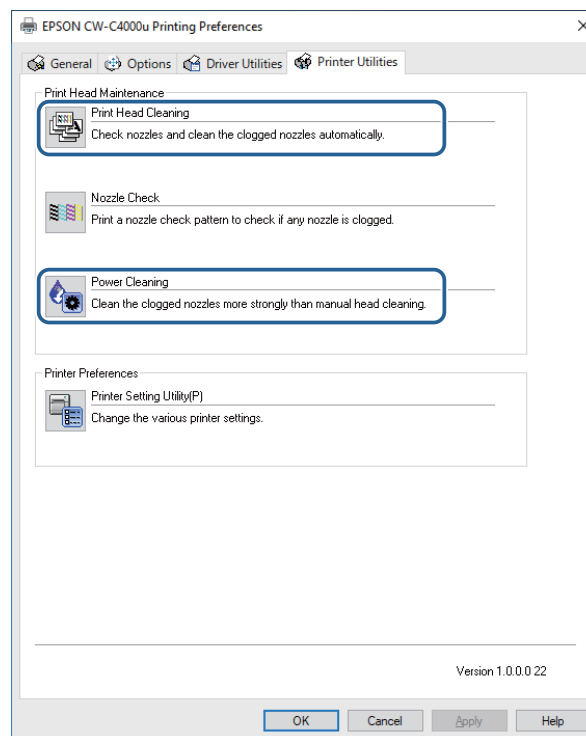 EPSON CW-C4000u Printing Preferences
General Options Driver Utilities Printer Utilities
Print Head Maintenance
Print Head Cleaning
Check nozzles and clean the clogged nozzles automatically.
Nozzle Check
Print a nozzle check pattern to check if any nozzle is clogged.
Power Cleaning
Clean the clogged nozzles more strongly than manual head cleaning.
Printer Preferences
Printer Setting Utility(P)
Change the various printer settings.
Version 1.0.0.0 22
OK Cancel Apply Help